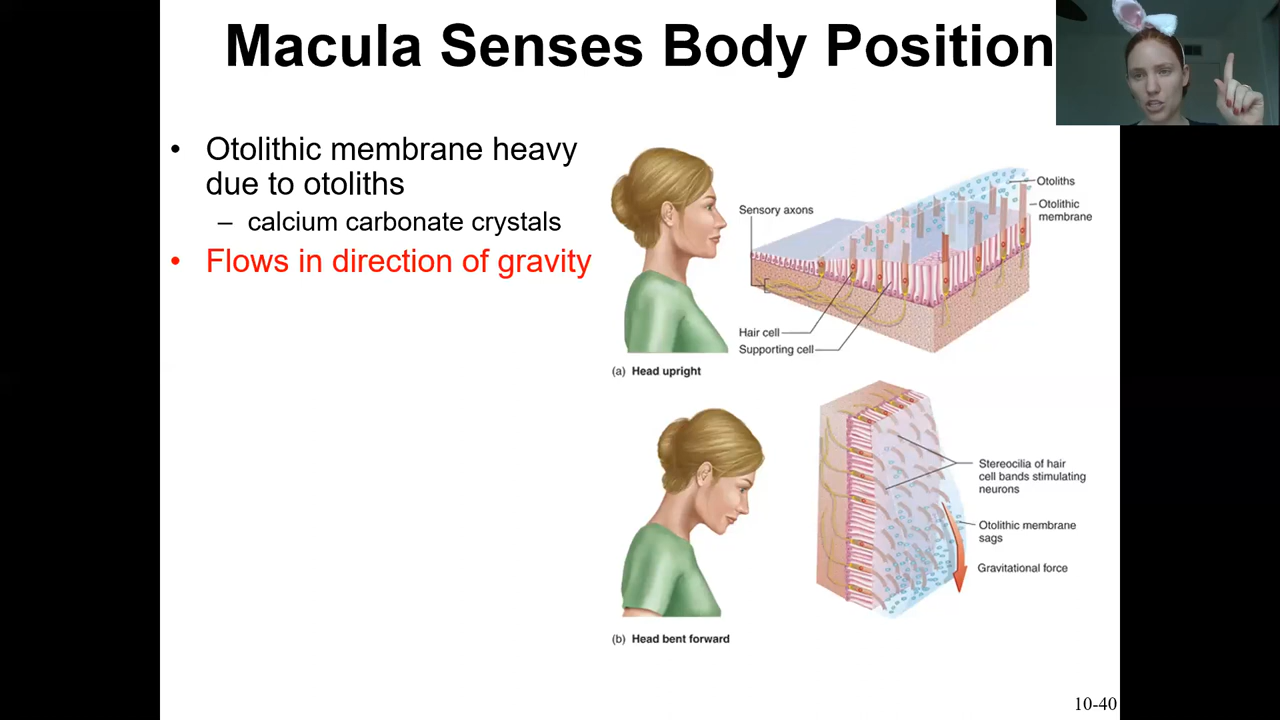 Macula Senses Body Position
• Otolithic membrane heavy
due to otoliths
– calcium carbonate crystals
• Flows in direction of gravity
Otoliths
Otolithic
membrane
Sensory axons
Hair cell
Supporting cell
(a) Head upright
Stereocilia of hair
cell bands stimulating
neurons
Otolithic membrane
sags
Gravitational force
(b) Head bent forward
10-40